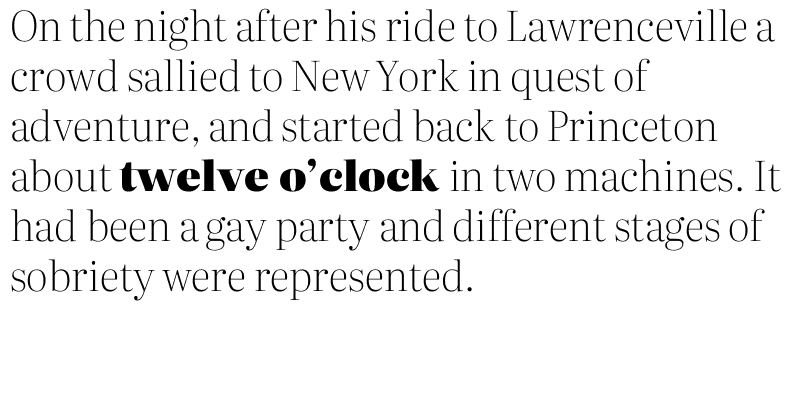 On the night after his ride to Lawrenceville a
crowd sallied to New York in quest of
adventure, and started back to Princeton
about twelve o’clock in two machines. It
had been a gay party and different stages of
sobriety were represented.